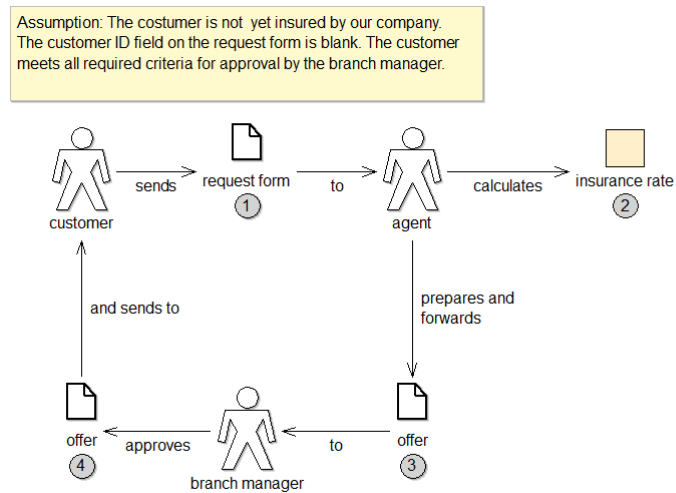 Assumption: The costumer is not yet insured by our company.
The customer ID field on the request form is blank. The customer
meets all required criteria for approval by the branch manager.
sends
request form
to
calculates
insurance rate
1
2
customer
agent
and sends to
prepares and
forwards
offer
approves
to
offer
4
3
branch manager